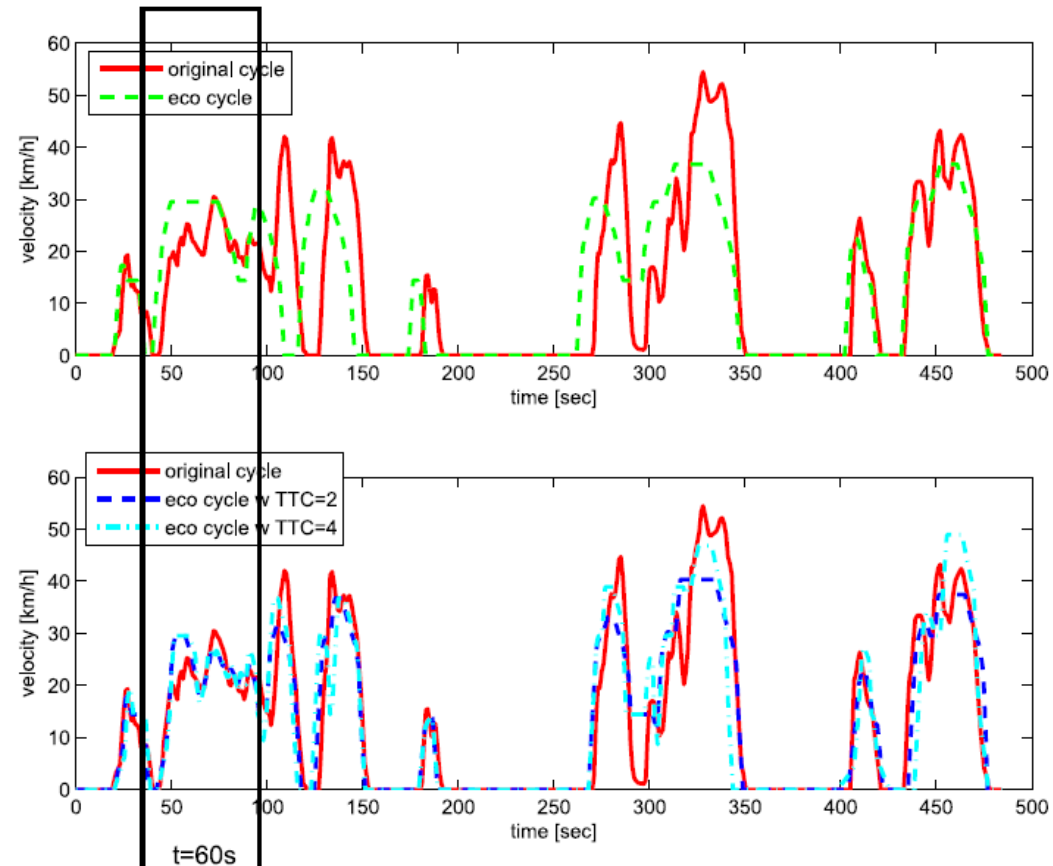 60
50
40
30
20
10
0
velocity [km/h]
original cycle
eco cycle
0 50 100 150 200 250 300 350 400 450 500
time [sec]
60
50
40
30
20
10
0
velocity [km/h]
original cycle
eco cycle w TTC=2
eco cycle w TTC=4
0 50 100 150 200 250 300 350 400 450 500
time [sec]
t=60s